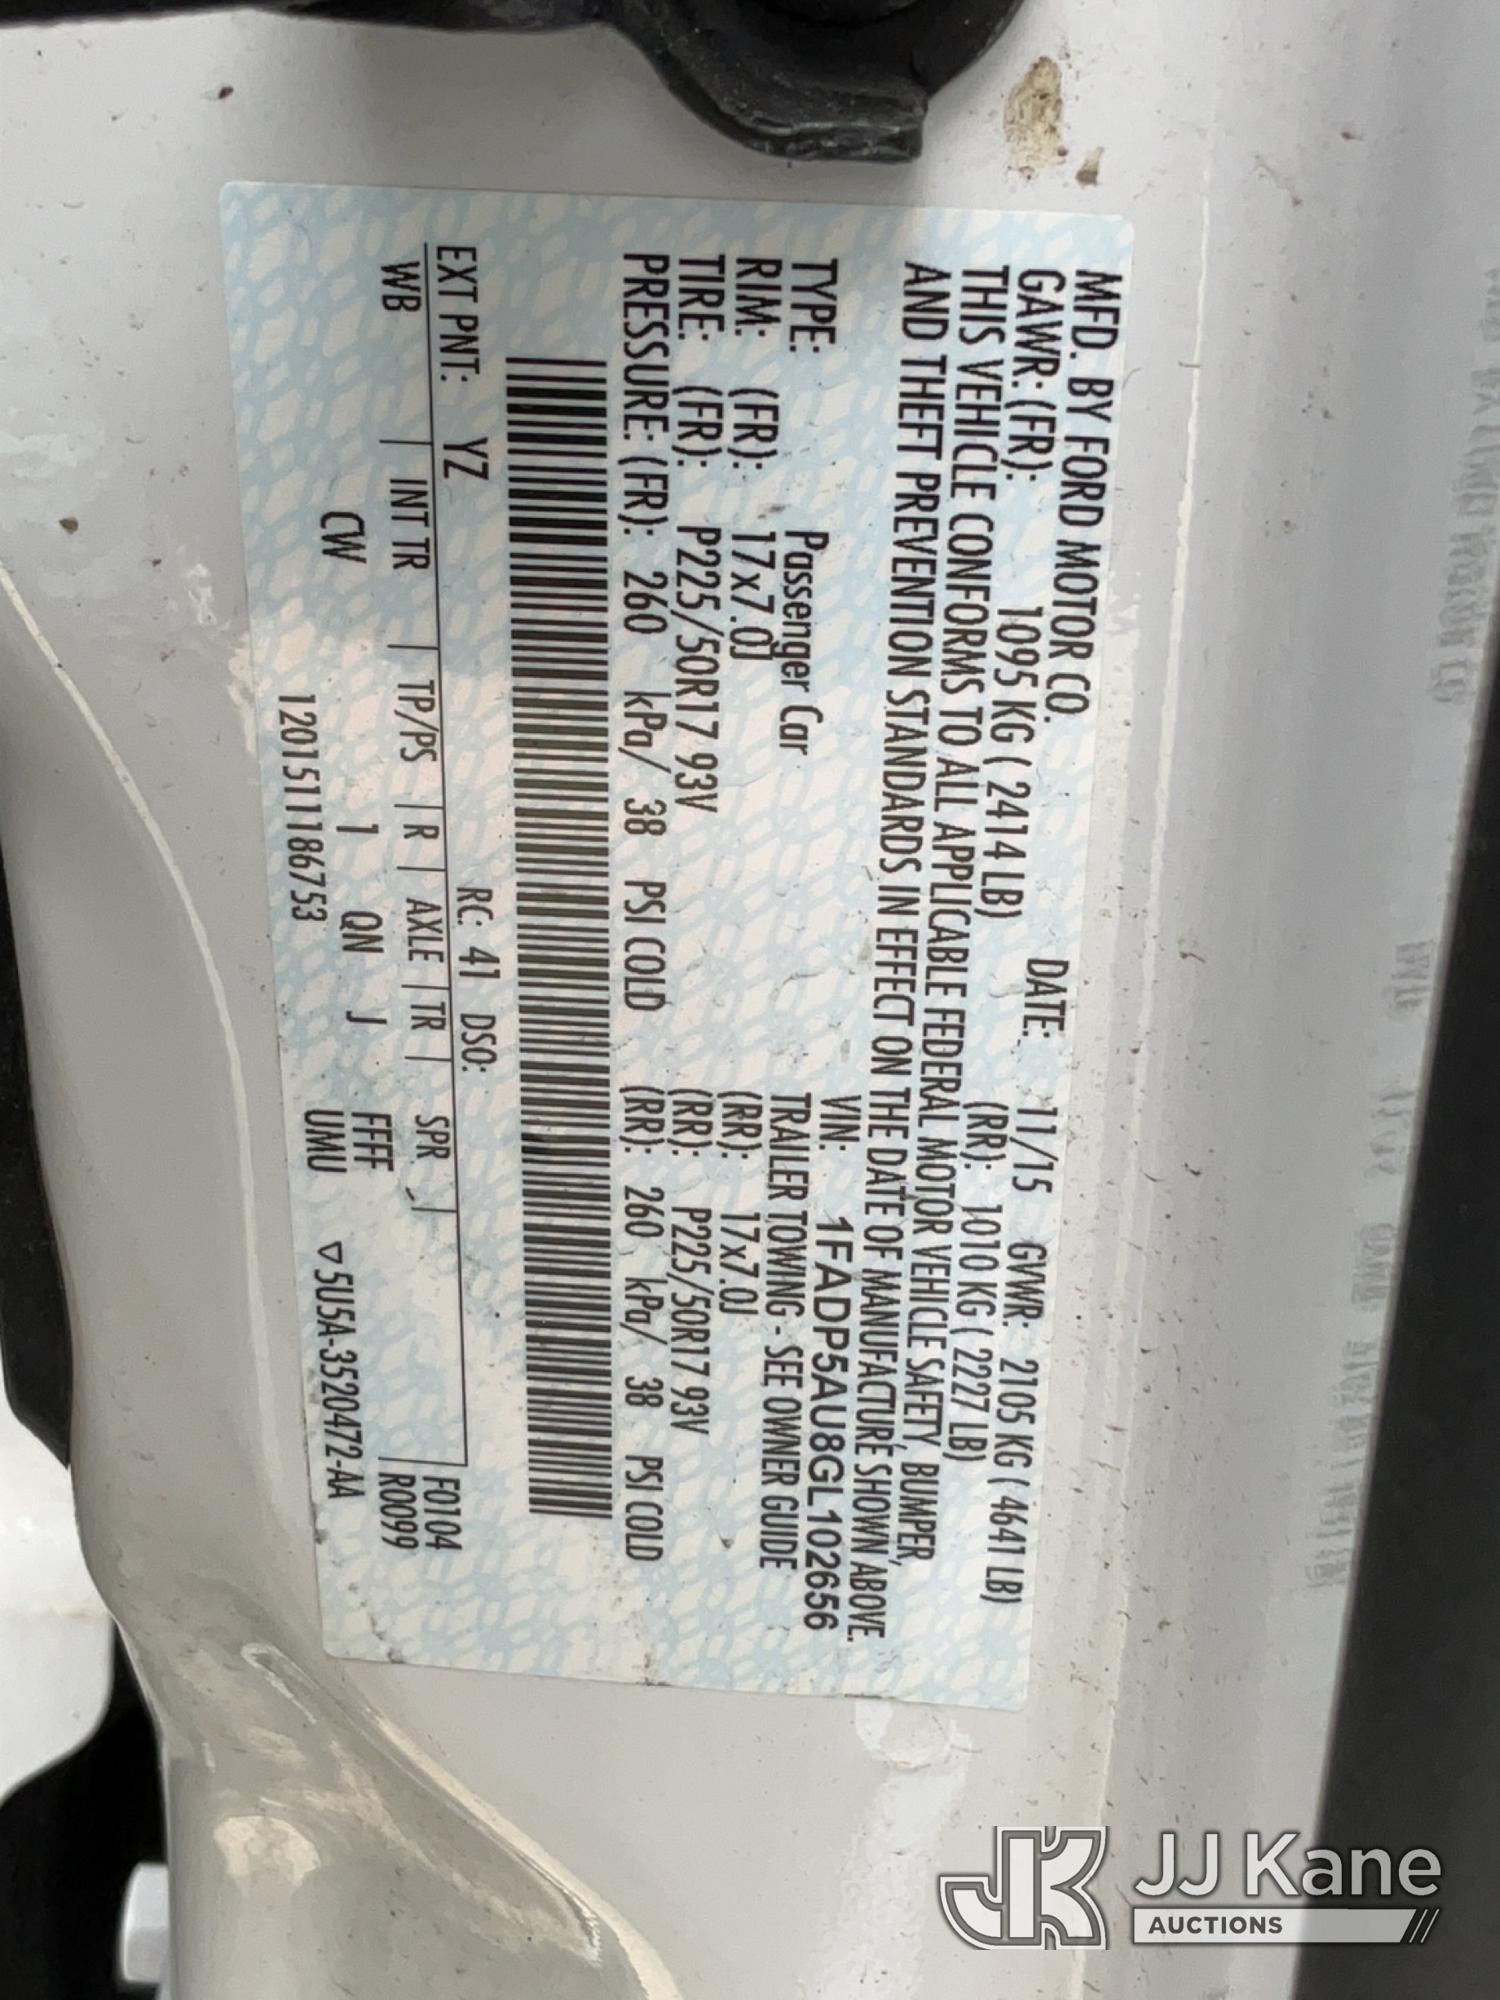 MFD. BY FORD MOTOR CO.
DATE: 11/15 GVWR: 2105 KG ( 4641 LB)
GAWR: (FR): 1095 KG ( 2414 LB) (RR): 1010 KG ( 2227 LB)
THIS VEHICLE CONFORMS TO ALL APPLICABLE FEDERAL MOTOR VEHICLE SAFETY, BUMPER,
AND THEFT PREVENTION STANDARDS IN EFFECT ON THE DATE OF MANUFACTURE SHOWN ABOVE.
VIN: 1FADP5AU8GL102656
TYPE: Passenger Car TRAILER TOWING - SEE OWNER GUIDE
RIM: (FR): 17x7.0J (RR): 17x7.0J
TIRE: (FR): P225/50R17 93V (RR): P225/50R17 93V
PRESSURE: (FR): 260 kPa/ 38 PSI COLD (RR): 260 kPa/ 38 PSI COLD
EXT PNT: YZ RC: 41 DSO: F0104
WB | INT TR | TP/PS | R | AXLE | TR | SPR | R0099
CW 1 QN J FFFF
1201511186753 UMU ▽5U5A-3520472-AA
JJ Kane
AUCTIONS